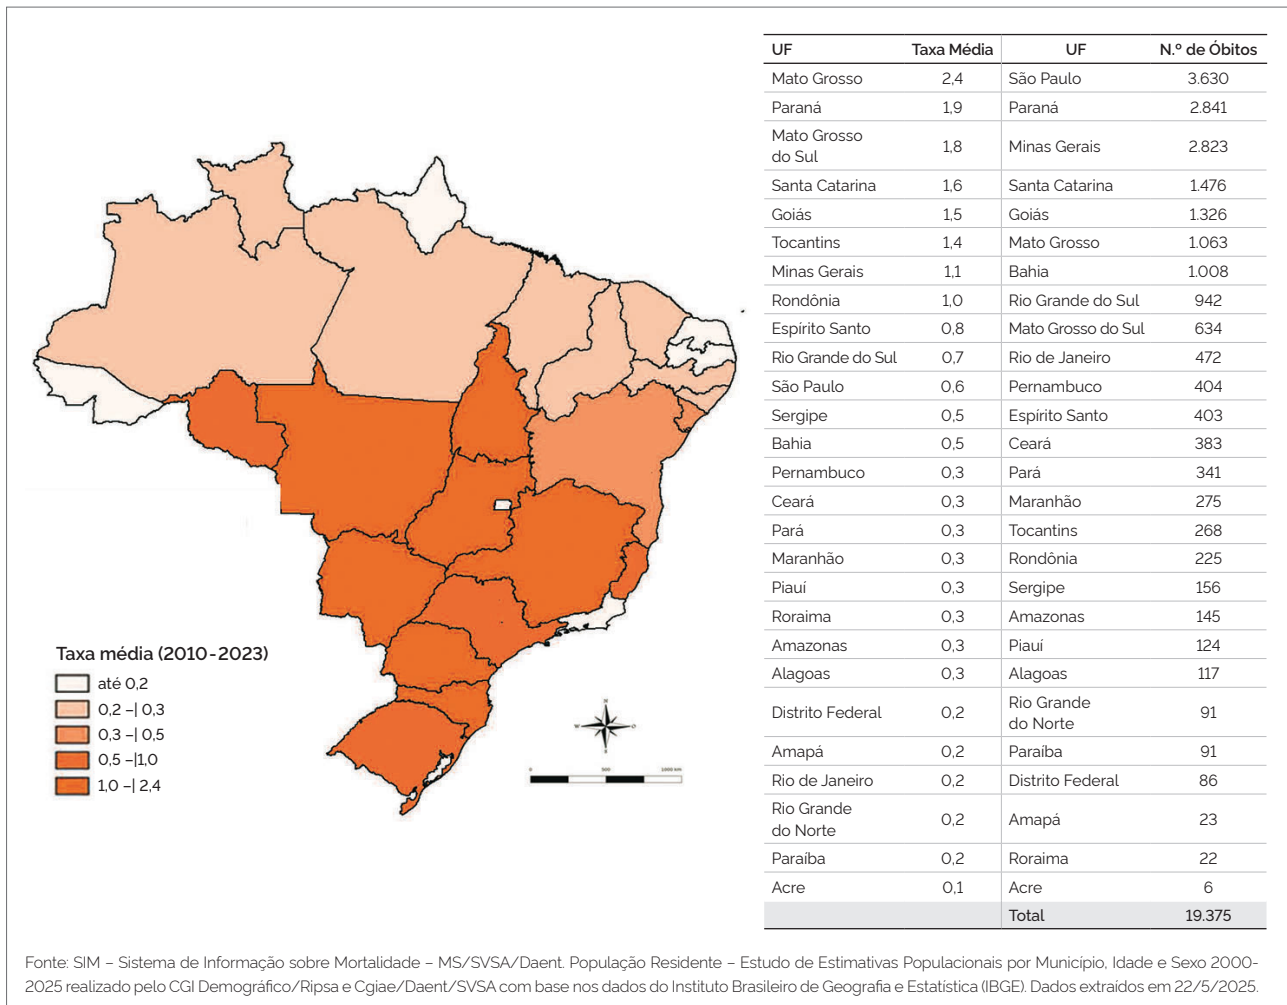 UF Taxa Média UF N.º de Óbitos
Mato Grosso 2,4 São Paulo 3.630
Paraná 1,9 Paraná 2.841
Mato Grosso
do Sul 1,8 Minas Gerais 2.823
Santa Catarina 1,6 Santa Catarina 1.476
Goiás 1,5 Goiás 1.326
Tocantins 1,4 Mato Grosso 1.063
Minas Gerais 1,1 Bahia 1.008
Rondônia 1,0 Rio Grande do Sul 942
Espírito Santo 0,8 Mato Grosso do Sul 634
Rio Grande do Sul 0,7 Rio de Janeiro 472
São Paulo 0,6 Pernambuco 404
Sergipe 0,5 Espírito Santo 403
Bahia 0,5 Ceará 383
Pernambuco 0,3 Pará 341
Ceará 0,3 Maranhão 275
Pará 0,3 Tocantins 268
Maranhão 0,3 Rondônia 225
Piauí 0,3 Sergipe 156
Roraima 0,3 Amazonas 145
Amazonas 0,3 Piauí 124
Alagoas 0,3 Alagoas 117
Distrito Federal 0,2 Rio Grande
do Norte 91
Amapá 0,2 Paraíba 91
Rio de Janeiro 0,2 Distrito Federal 86
Rio Grande
do Norte 0,2 Amapá 23
Paraíba 0,2 Roraima 22
Acre 0,1 Acre 6
Total 19.375
Taxa média (2010-2023)
até 0,2
0,2 –| 0,3
0,3 –| 0,5
0,5 –|1,0
1,0 –| 2,4
N
W E
S
0 500 1000 km
Fonte: SIM – Sistema de Informação sobre Mortalidade – MS/SVSA/Daent. População Residente – Estudo de Estimativas Populacionais por Município, Idade e Sexo 2000-
2025 realizado pelo CGI Demográfico/Ripsa e Cgiae/Daent/SVSA com base nos dados do Instituto Brasileiro de Geografia e Estatística (IBGE). Dados extraídos em 22/5/2025.